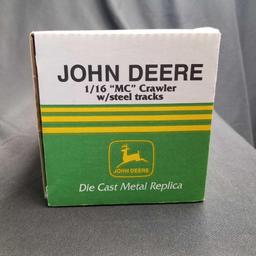 JOHN DEERE
1/16 "MC" Crawler
w/steel tracks
JOHN DEERE
Die Cast Metal Replica